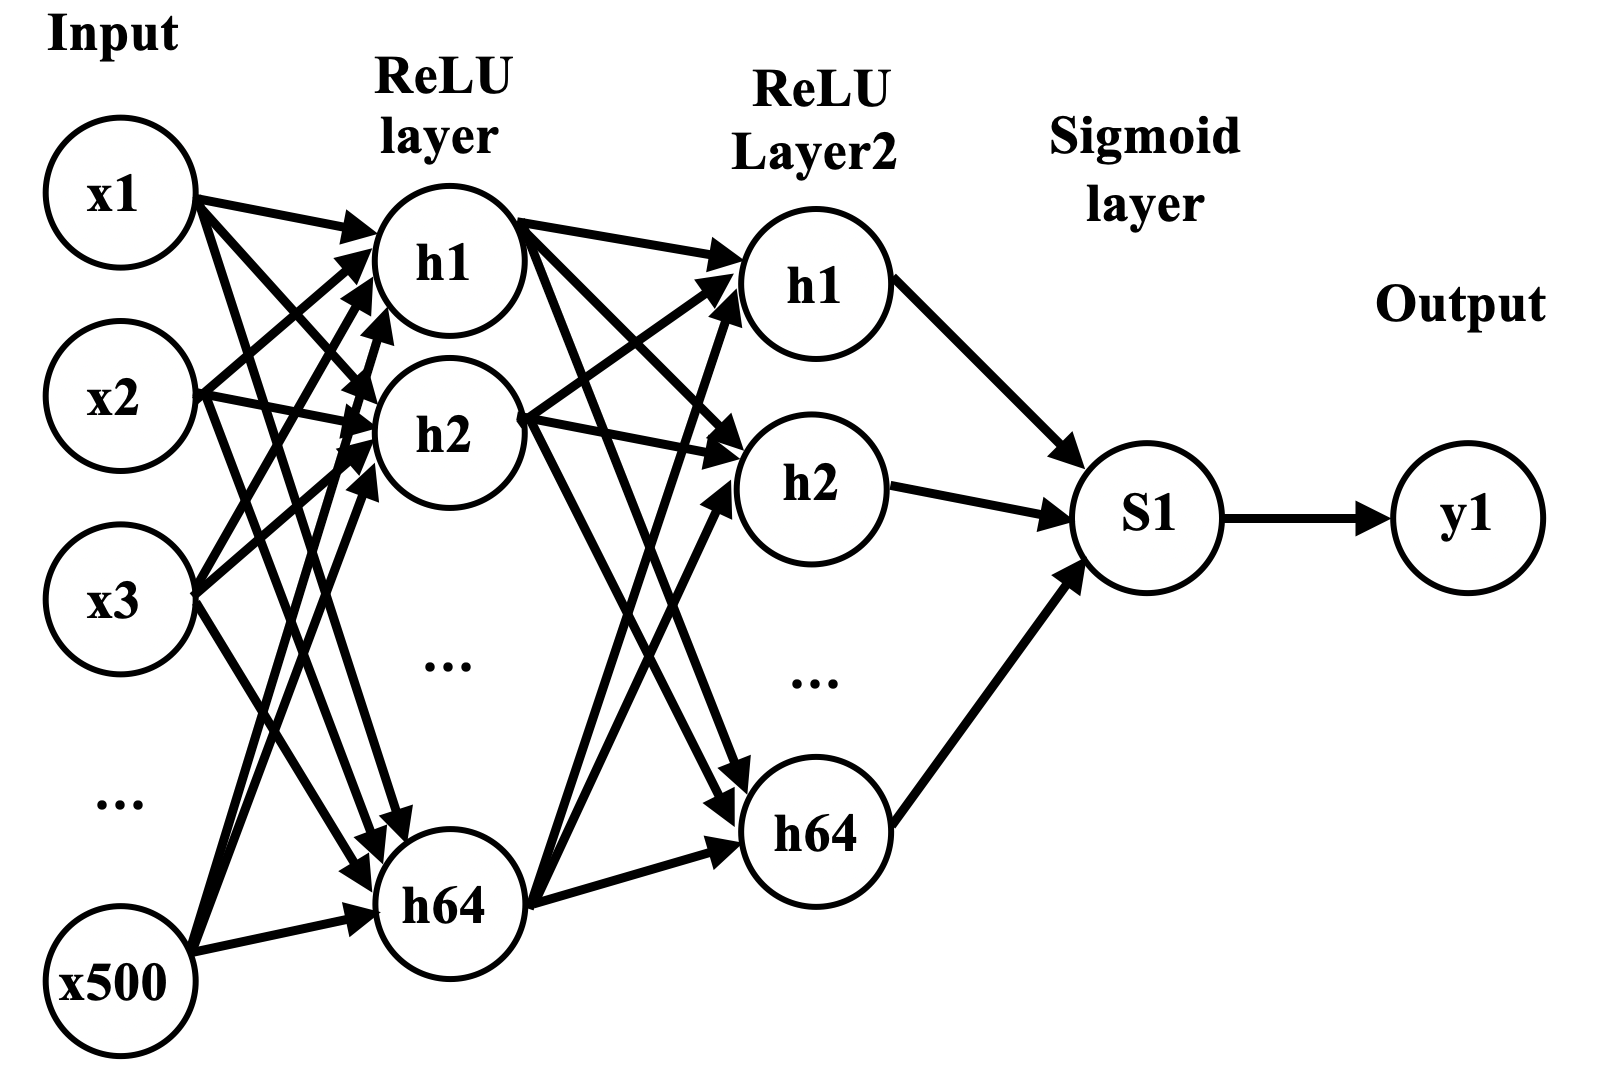 Input
x1
x2
x3
...
x500
ReLU
layer
h1
h2
...
h64
ReLU
Layer2
h1
h2
...
h64
Sigmoid
layer
S1
Output
y1